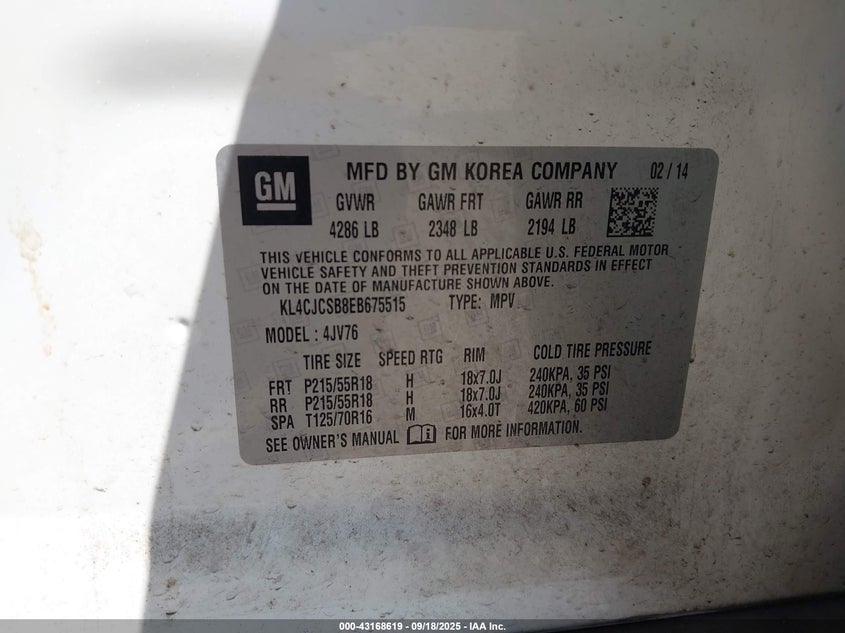 GM
MFD BY GM KOREA COMPANY 02 / 14
GVWR GAWR FRT GAWR RR
4286 LB 2348 LB 2194 LB
THIS VEHICLE CONFORMS TO ALL APPLICABLE U.S. FEDERAL MOTOR
VEHICLE SAFETY AND THEFT PREVENTION STANDARDS IN EFFECT
ON THE DATE OF MANUFACTURE SHOWN ABOVE.
KL4CJCSB8EB675515 TYPE: MPV
MODEL : 4JV76
TIRE SIZE SPEED RTG RIM COLD TIRE PRESSURE
FRT P215/55R18 H 18x7.0J 240KPA, 35 PSI
RR P215/55R18 H 18x7.0J 240KPA, 35 PSI
SPA T125/70R16 M 16x4.0T 420KPA, 60 PSI
SEE OWNER'S MANUAL FOR MORE INFORMATION.
000-43168619 - 09/18/2025 - IAA Inc.